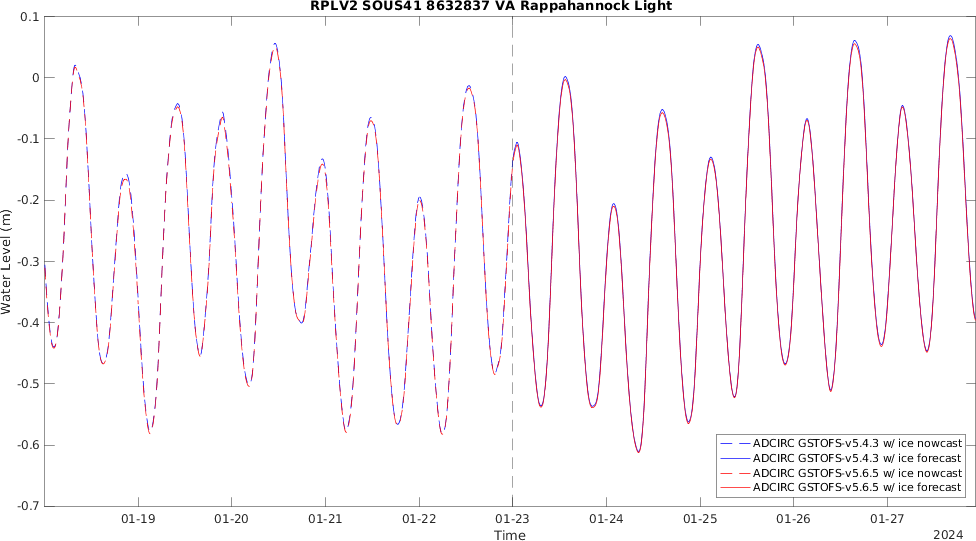 RPLV2 SOUS41 8632837 VA Rappahannock Light
0.1
0
-0.1
-0.2
-0.3
-0.4
-0.5
-0.6
-0.7
Water Level (m)
ADCIRC GSTOFS-v5.4.3 w/ ice nowcast
ADCIRC GSTOFS-v5.4.3 w/ ice forecast
ADCIRC GSTOFS-v5.6.5 w/ ice nowcast
ADCIRC GSTOFS-v5.6.5 w/ ice forecast
01-19 01-20 01-21 01-22 01-23 01-24 01-25 01-26 01-27
Time
2024